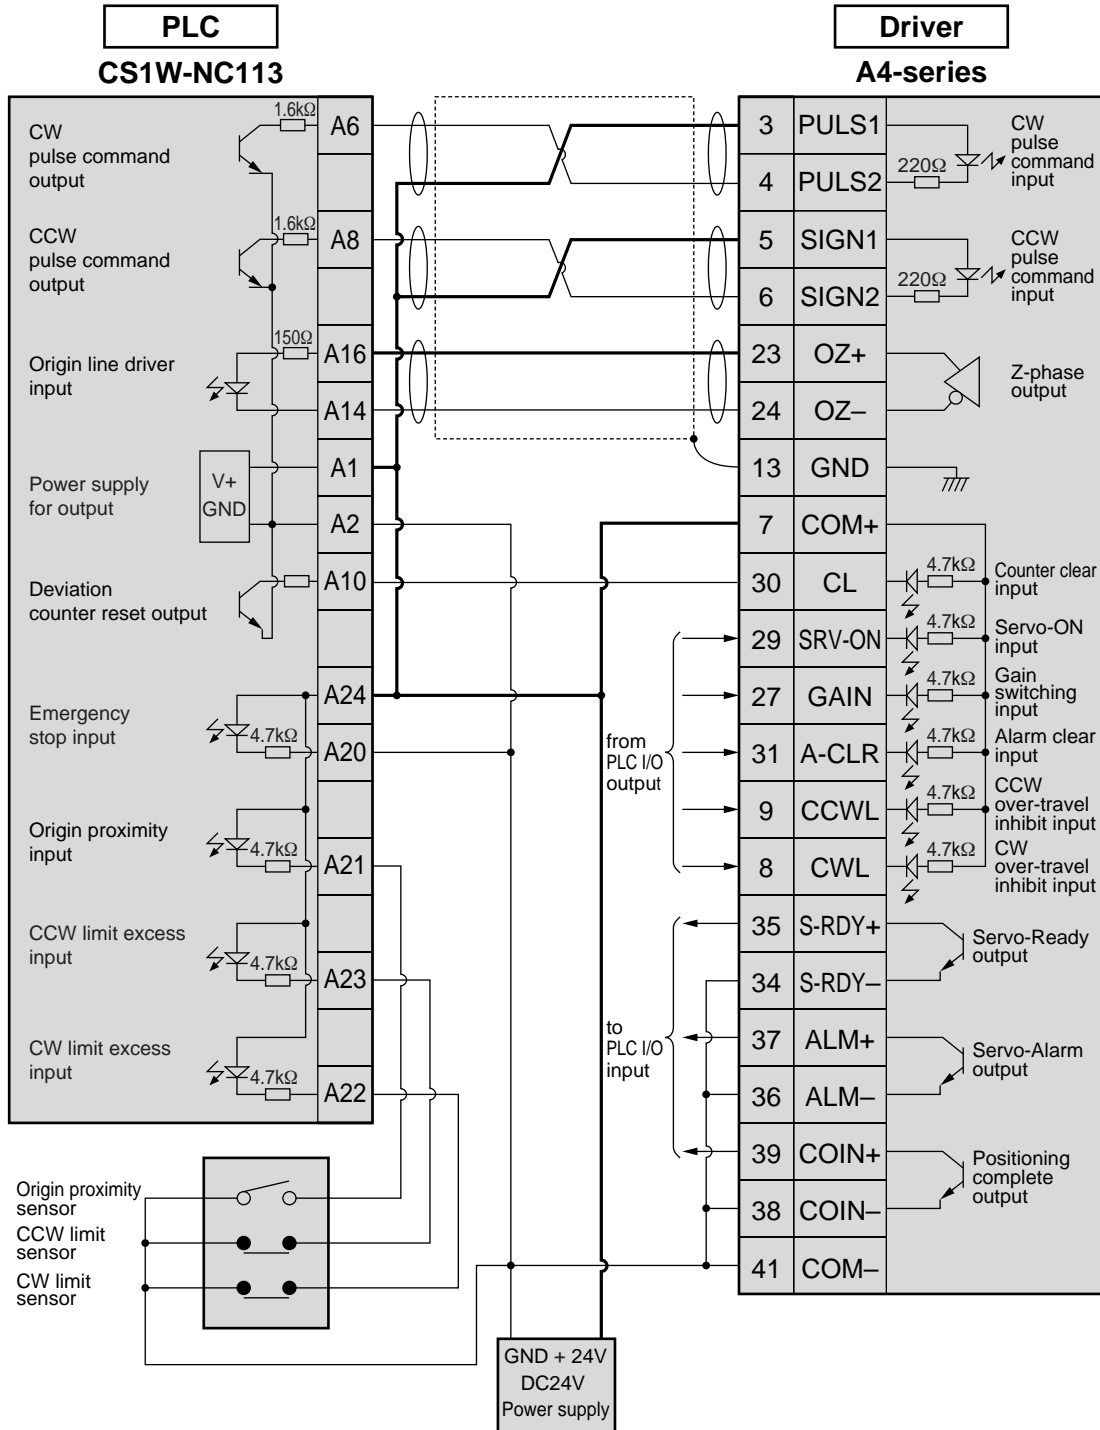 PLC
CS1W-NC113
Driver
A4-series
CW
pulse command
output
1.6kΩ
A6
CCW
pulse command
output
1.6kΩ
A8
Origin line driver
input
150Ω
A16
A14
Power supply
for output
V+
GND
A1
A2
Deviation
counter reset output
A10
Emergency
stop input
4.7kΩ
A24
A20
Origin proximity
input
4.7kΩ
A21
CCW limit excess
input
4.7kΩ
A23
CW limit excess
input
4.7kΩ
A22
Origin proximity
sensor
CCW limit
sensor
CW limit
sensor
GND + 24V
DC24V
Power supply
from
PLC I/O
output
to
PLC I/O
input
3 PULS1
4 PULS2
220Ω
CW
pulse
command
input
5 SIGN1
6 SIGN2
220Ω
CCW
pulse
command
input
23 OZ+
24 OZ–
Z-phase
output
13 GND
7 COM+
30 CL
4.7kΩ
Counter clear
input
29 SRV-ON
4.7kΩ
Servo-ON
input
27 GAIN
4.7kΩ
Gain
switching
input
31 A-CLR
4.7kΩ
Alarm clear
input
9 CCWL
4.7kΩ
CCW
over-travel
inhibit input
8 CWL
4.7kΩ
CW
over-travel
inhibit input
35 S-RDY+
34 S-RDY–
Servo-Ready
output
37 ALM+
36 ALM–
Servo-Alarm
output
39 COIN+
38 COIN–
Positioning
complete
output
41 COM–